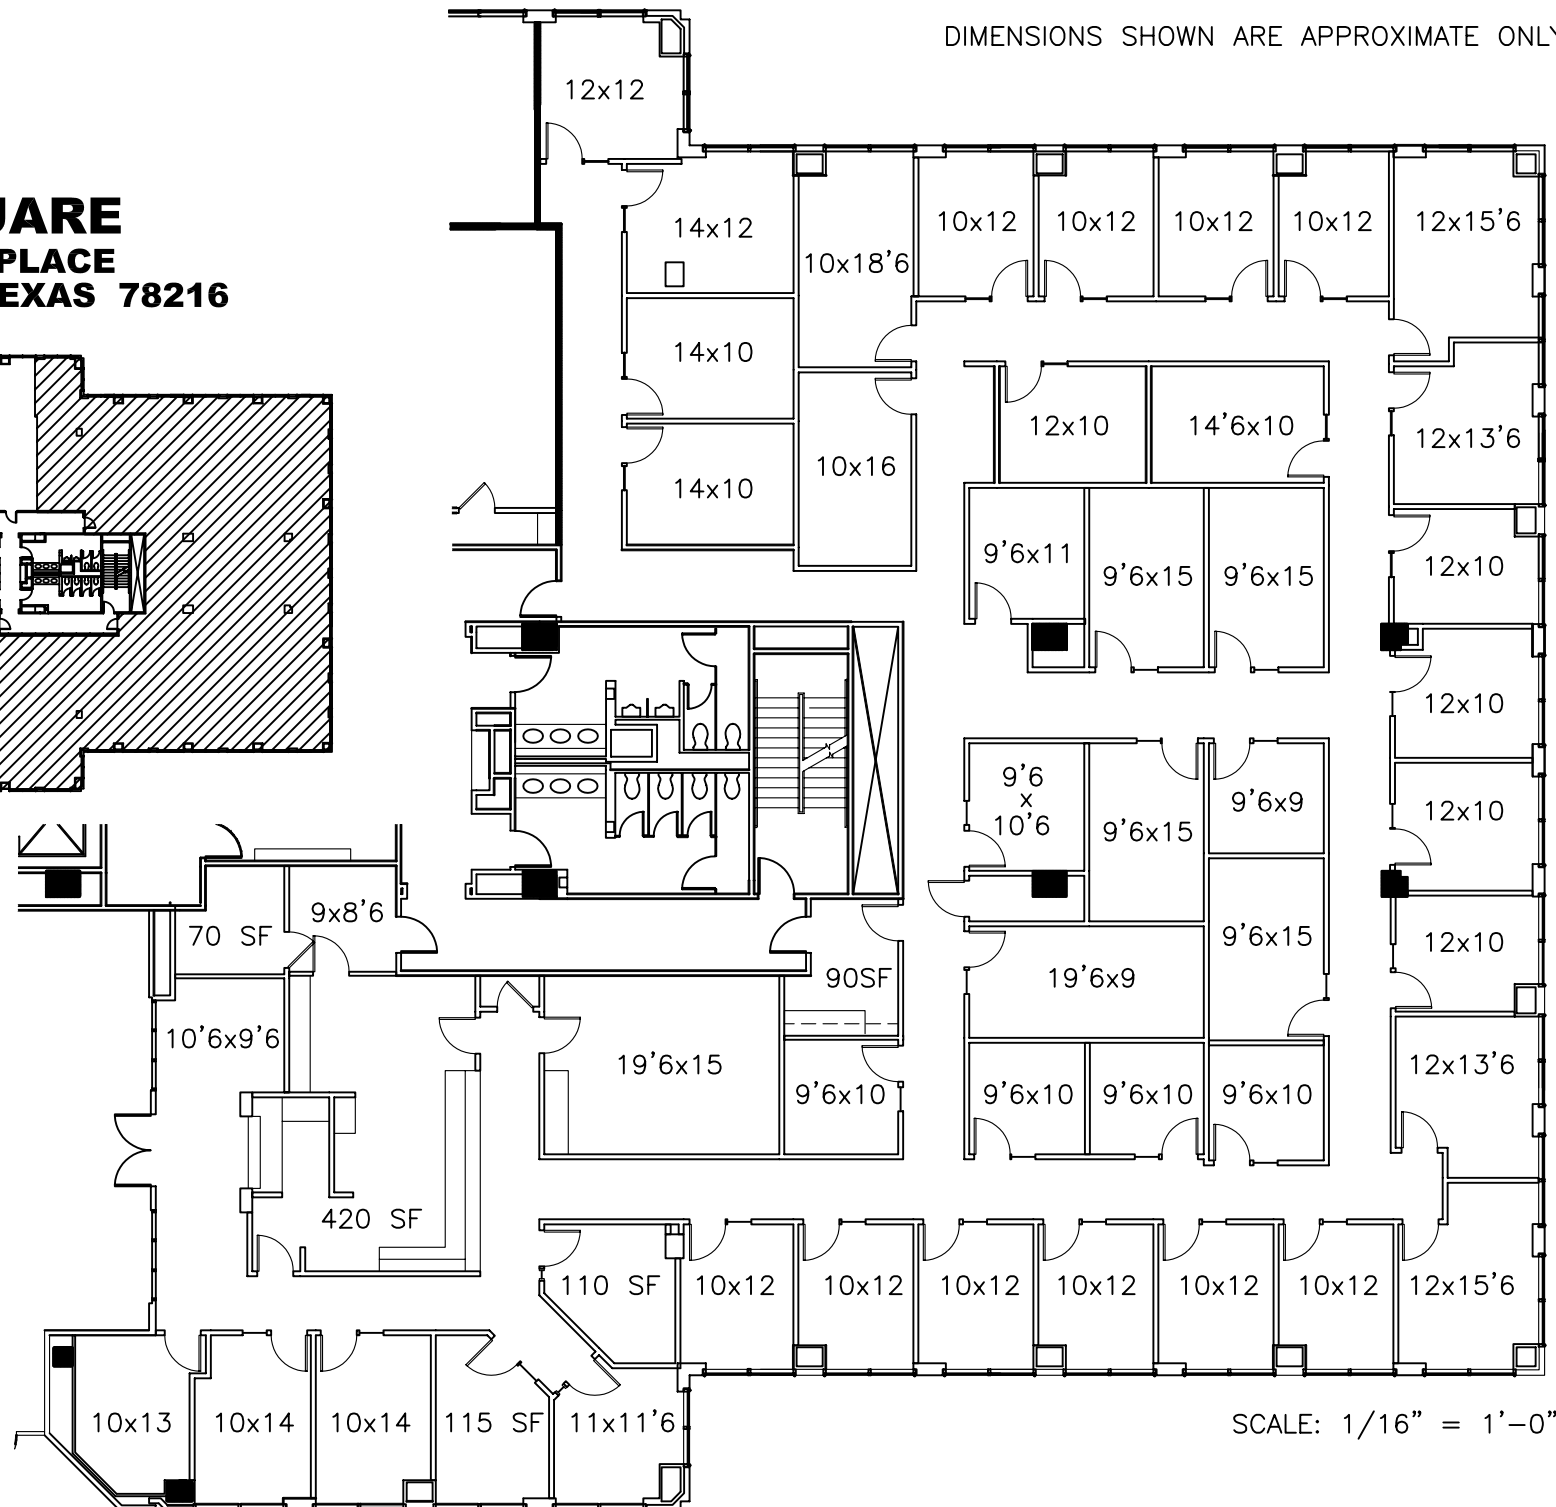 DIMENSIONS SHOWN ARE APPROXIMATE ONLY
12x12
UARE
PLACE
EXAS 78216
14x12
10x18'6
10x12
10x12
10x12
10x12
12x15'6
14x10
12x10
14'6x10
12x13'6
14x10
10x16
9'6x11
9'6x15
9'6x15
12x10
12x10
9'6
x
10'6
9'6x15
9'6x9
12x10
70 SF
9x8'6
90SF
19'6x9
9'6x15
12x10
10'6x9'6
19'6x15
9'6x10
9'6x10
9'6x10
9'6x10
12x13'6
420 SF
110 SF
10x12
10x12
10x12
10x12
10x12
10x12
12x15'6
10x13
10x14
10x14
115 SF
11x11'6
SCALE: 1/16" = 1'-0"